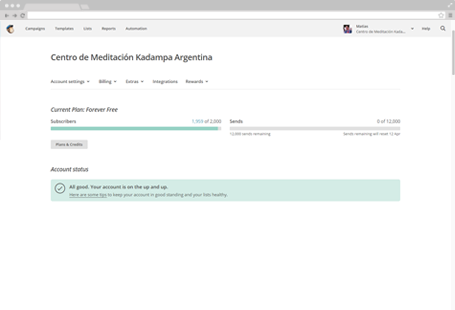 Campaigns Templates Lists Reports Automation
Matias
Centro de Meditación Kadampa... Help
Centro de Meditación Kadampa Argentina
Account settings Billing Extras Integrations Rewards
Current Plan: Forever Free
Subscribers 1,959 of 2,000 Sends 0 of 12,000
12,000 sends remaining Sends remaining will reset 12 Apr
Plans & Credits
Account status
All good. Your account is on the up and up.
Here are some tips to keep your account in good standing and your lists healthy.